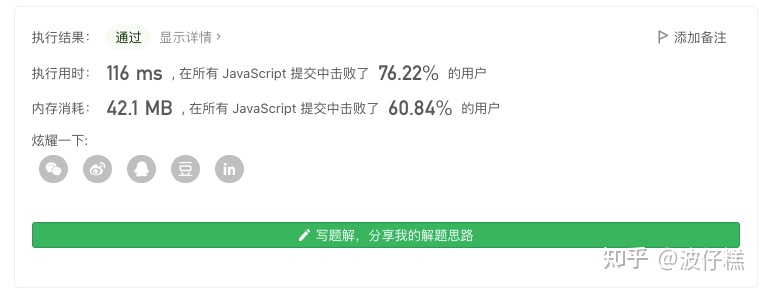 执行结果： 通过 显示详情 › 添加备注
执行用时： 116 ms , 在所有 JavaScript 提交中击败了 76.22% 的用户
内存消耗： 42.1 MB , 在所有 JavaScript 提交中击败了 60.84% 的用户
炫耀一下:
豆 in
写题解，分享我的解题思路
知乎 @波仔糕